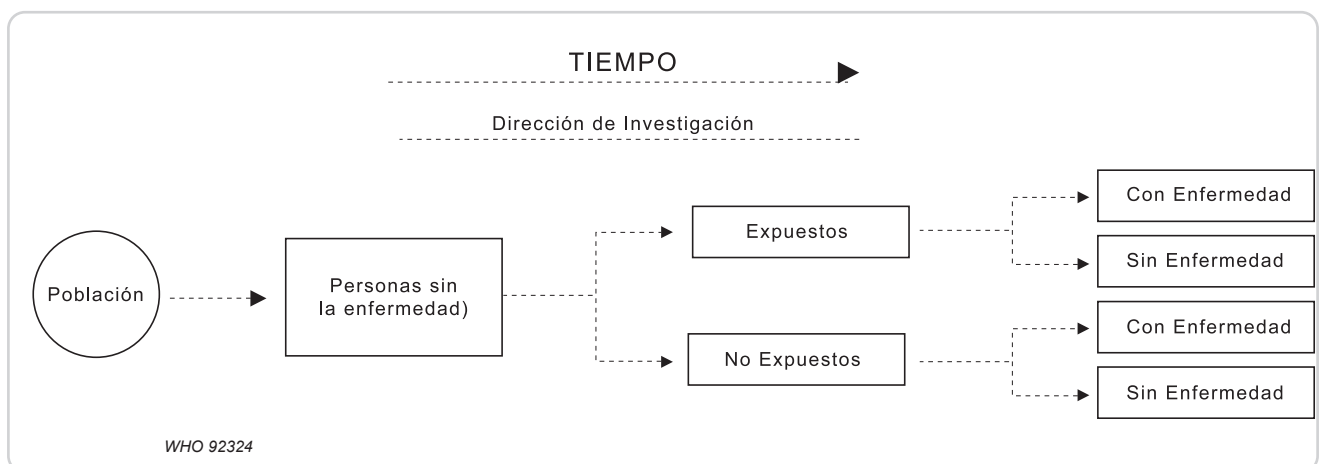 TIEMPO
Dirección de Investigación
Población
Personas sin
la enfermedad)
Expuestos
No Expuestos
Con Enfermedad
Sin Enfermedad
Con Enfermedad
Sin Enfermedad
WHO 92324